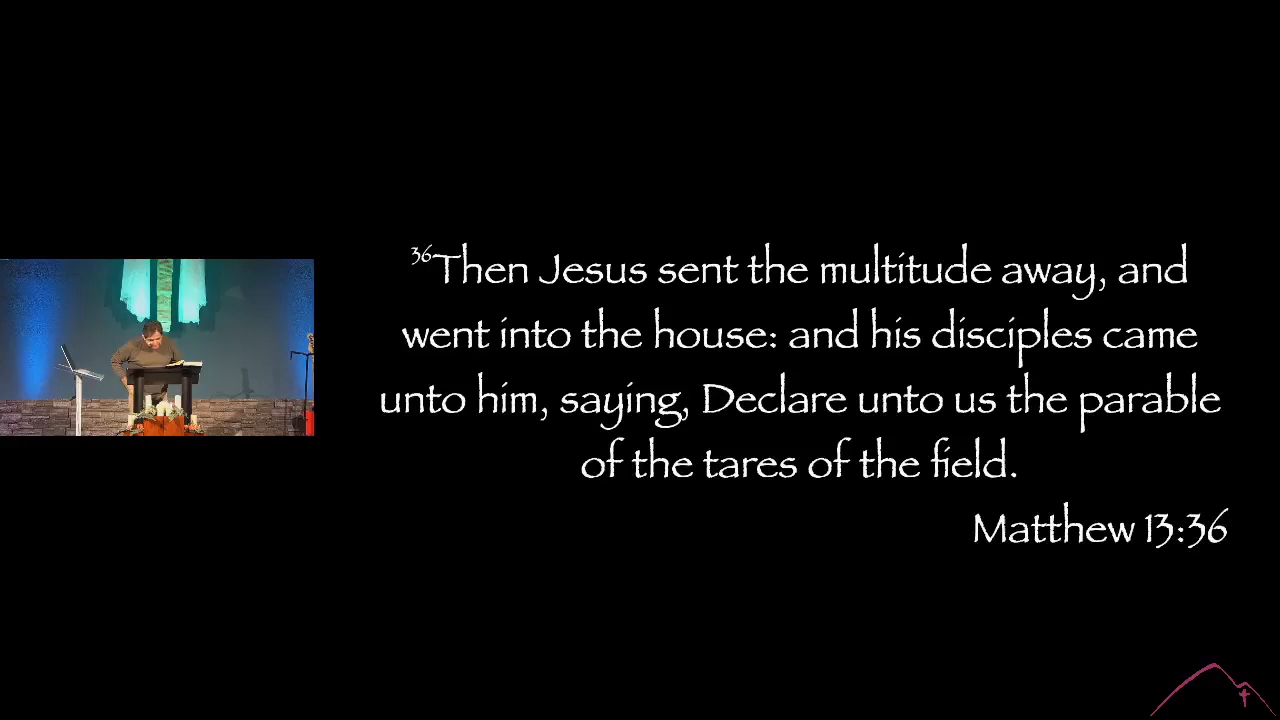 36Then Jesus sent the multitude away, and
went into the house: and his disciples came
unto him, saying, Declare unto us the parable
of the tares of the field.
Matthew 13:36